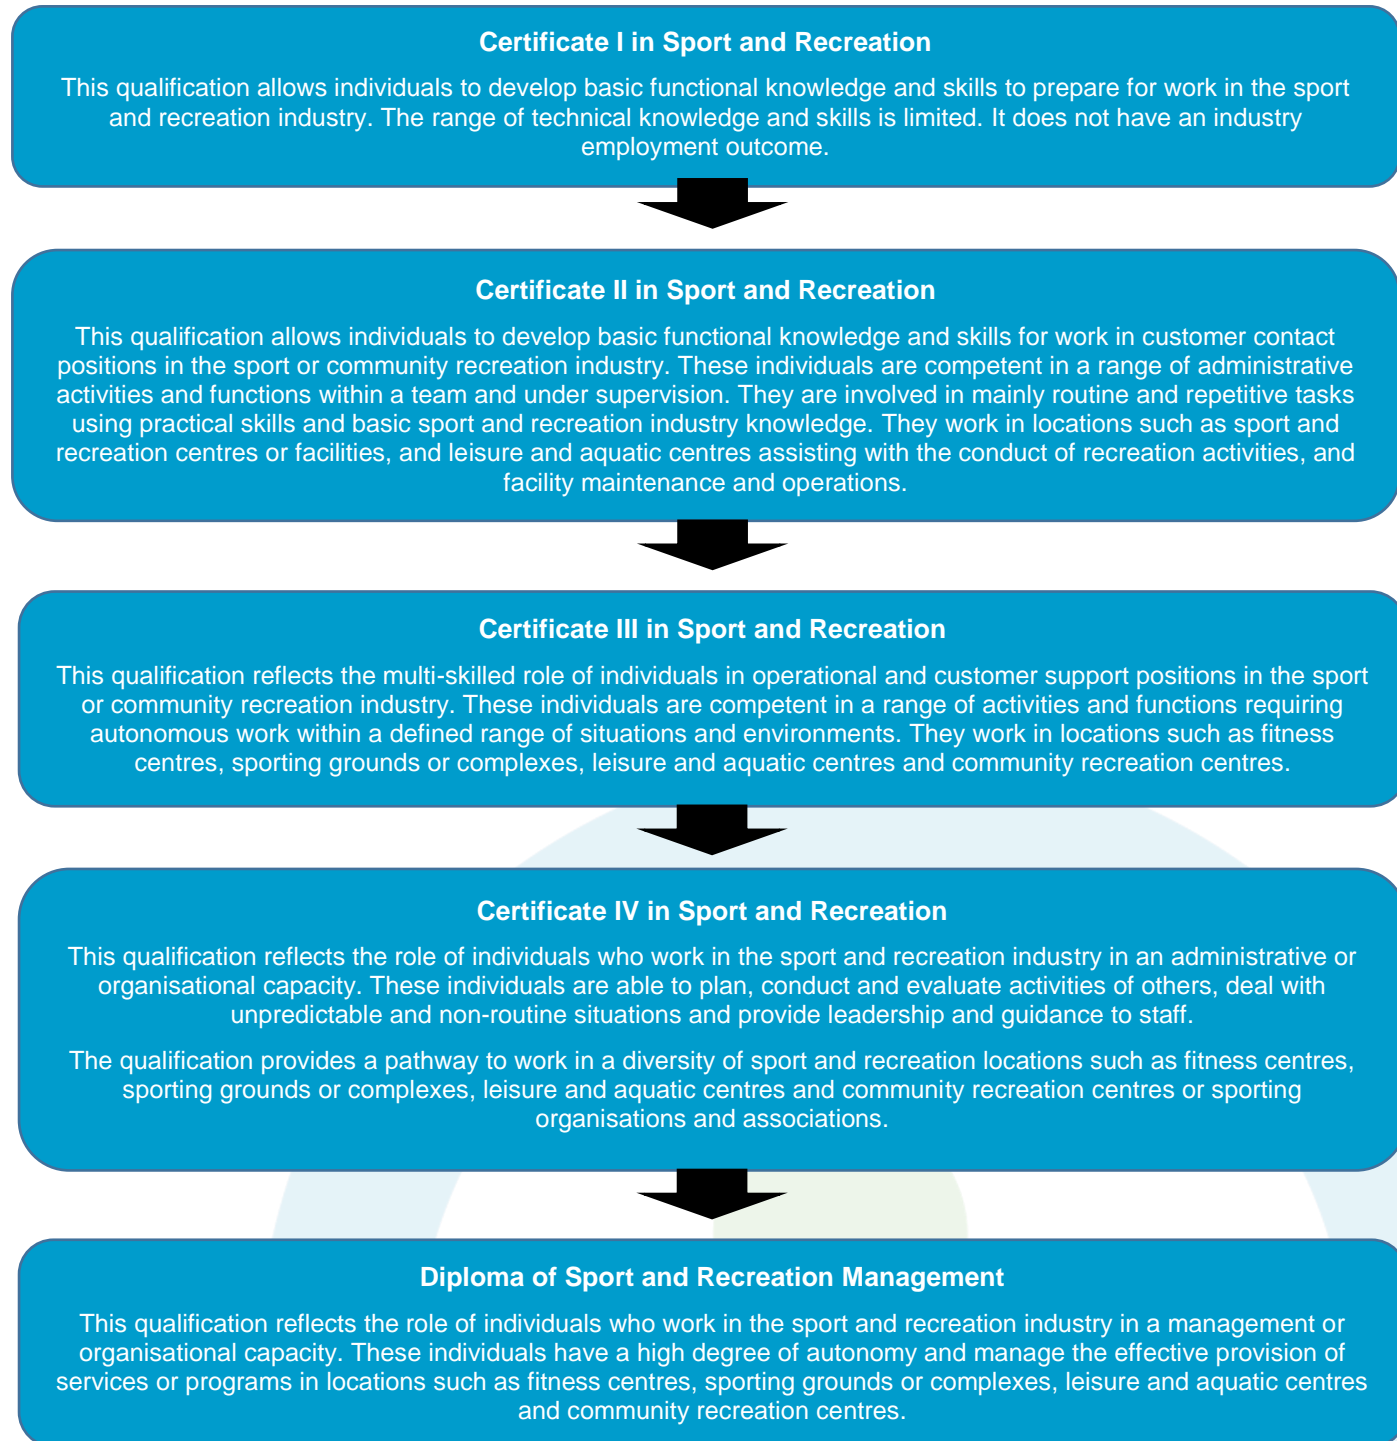 Certificate I in Sport and Recreation
This qualification allows individuals to develop basic functional knowledge and skills to prepare for work in the sport
and recreation industry. The range of technical knowledge and skills is limited. It does not have an industry
employment outcome.
Certificate II in Sport and Recreation
This qualification allows individuals to develop basic functional knowledge and skills for work in customer contact
positions in the sport or community recreation industry. These individuals are competent in a range of administrative
activities and functions within a team and under supervision. They are involved in mainly routine and repetitive tasks
using practical skills and basic sport and recreation industry knowledge. They work in locations such as sport and
recreation centres or facilities, and leisure and aquatic centres assisting with the conduct of recreation activities, and
facility maintenance and operations.
Certificate III in Sport and Recreation
This qualification reflects the multi-skilled role of individuals in operational and customer support positions in the sport
or community recreation industry. These individuals are competent in a range of activities and functions requiring
autonomous work within a defined range of situations and environments. They work in locations such as fitness
centres, sporting grounds or complexes, leisure and aquatic centres and community recreation centres.
Certificate IV in Sport and Recreation
This qualification reflects the role of individuals who work in the sport and recreation industry in an administrative or
organisational capacity. These individuals are able to plan, conduct and evaluate activities of others, deal with
unpredictable and non-routine situations and provide leadership and guidance to staff.
The qualification provides a pathway to work in a diversity of sport and recreation locations such as fitness centres,
sporting grounds or complexes, leisure and aquatic centres and community recreation centres or sporting
organisations and associations.
Diploma of Sport and Recreation Management
This qualification reflects the role of individuals who work in the sport and recreation industry in a management or
organisational capacity. These individuals have a high degree of autonomy and manage the effective provision of
services or programs in locations such as fitness centres, sporting grounds or complexes, leisure and aquatic centres
and community recreation centres.